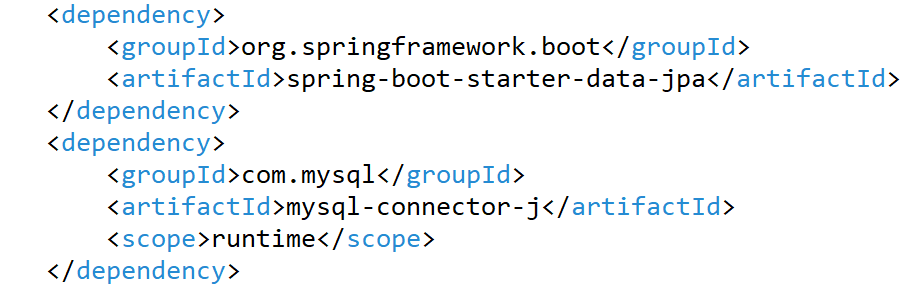 <dependency>
    <groupId>org.springframework.boot</groupId>
    <artifactId>spring-boot-starter-data-jpa</artifactId>
</dependency>
<dependency>
    <groupId>com.mysql</groupId>
    <artifactId>mysql-connector-j</artifactId>
    <scope>runtime</scope>
</dependency>